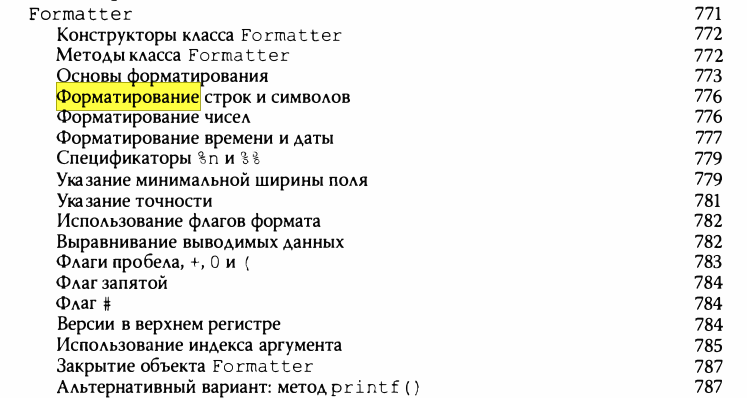 Formatter 771
Конструкторы класса Formatter 772
Методы класса Formatter 772
Основы форматирования 773
Форматирование строк и символов 776
Форматирование чисел 776
Форматирование времени и даты 777
Спецификаторы %n и %% 779
Указание минимальной ширины поля 779
Указание точности 781
Использование флагов формата 782
Выравнивание выводимых данных 782
Флаги пробела, +, 0 и ( 783
Флаг запятой 784
Флаг # 784
Версии в верхнем регистре 784
Использование индекса аргумента 785
Закрытие объекта Formatter 787
Альтернативный вариант: метод printf() 787